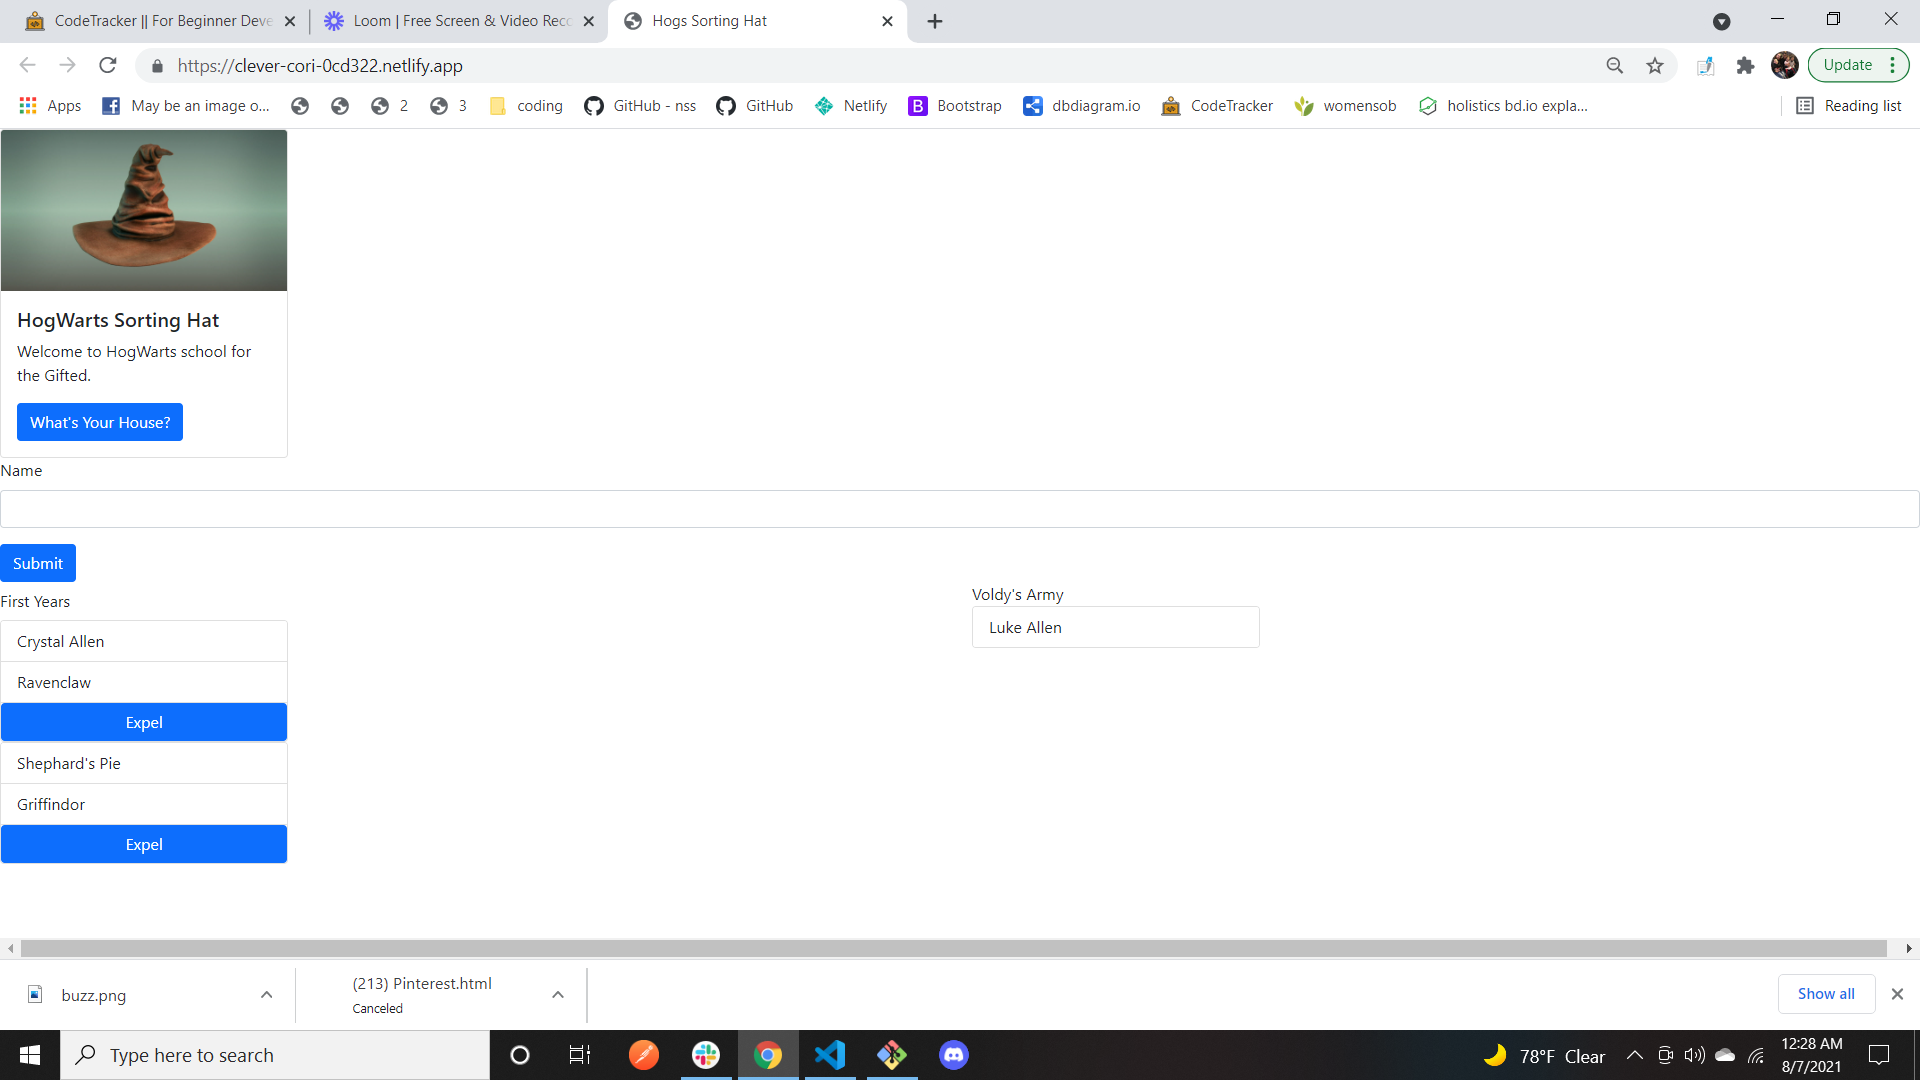 CodeTracker || For Beginner Deve
Loom | Free Screen & Video Reco
Hogs Sorting Hat
https://clever-cori-0cd322.netlify.app
Update
Apps
May be an image o...
2
3
coding
GitHub - nss
GitHub
Netlify
Bootstrap
dbdiagram.io
CodeTracker
womensob
holistics bd.io expla...
Reading list
HogWarts Sorting Hat
Welcome to HogWarts school for
the Gifted.
What's Your House?
Name
Submit
First Years
Crystal Allen
Ravenclaw
Expel
Shephard's Pie
Griffindor
Expel
Voldy's Army
Luke Allen
buzz.png
(213) Pinterest.html
Canceled
Show all
Type here to search
78°F Clear
12:28 AM
8/7/2021